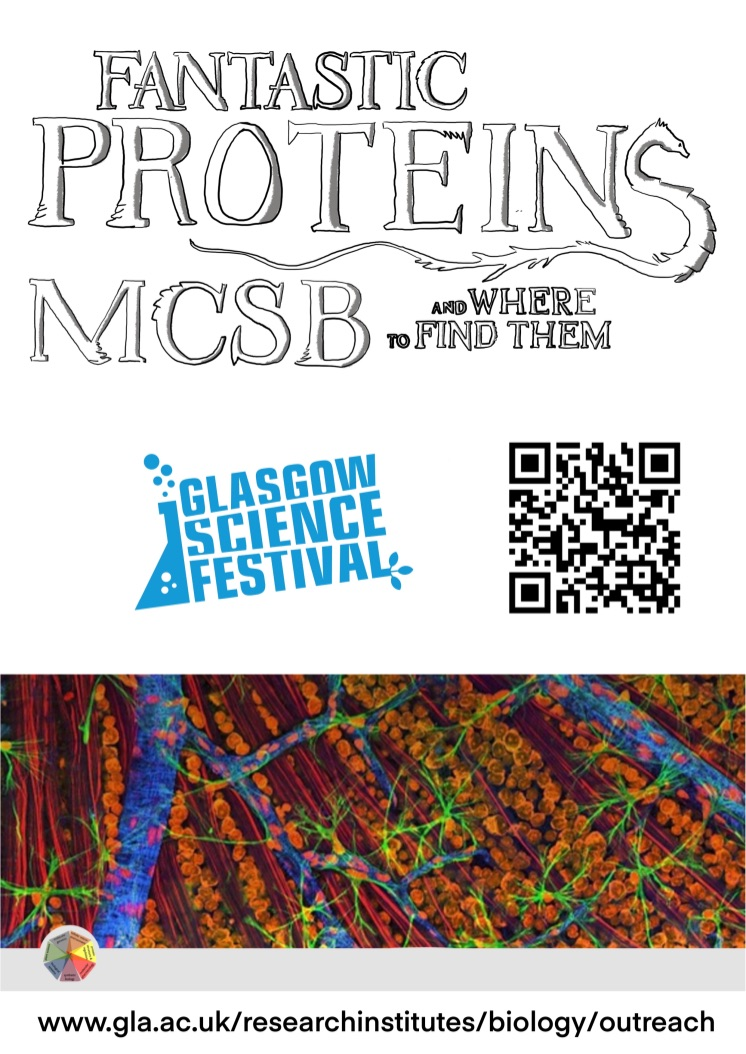 FANTASTIC
PROTEINS
MCSB
AND WHERE
TO FIND THEM
GLASGOW
SCIENCE
FESTIVAL
www.gla.ac.uk/researchinstitutes/biology/outreach